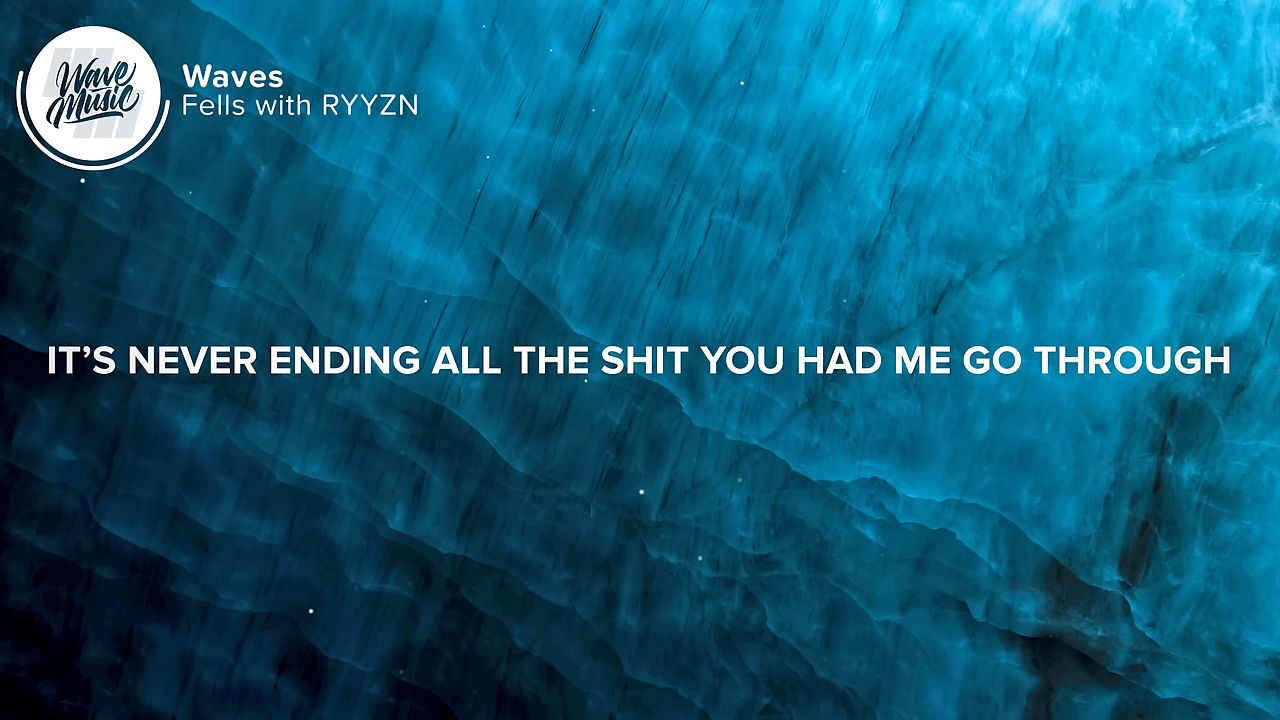 Wave
Music
Waves
Fells with RYYZN
IT’S NEVER ENDING ALL THE SHIT YOU HAD ME GO THROUGH